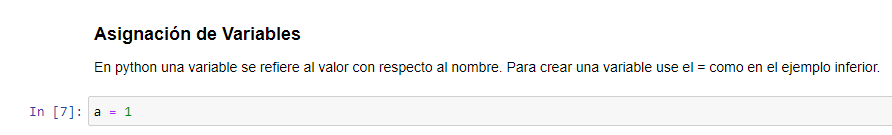 Asignación de Variables
En python una variable se refiere al valor con respecto al nombre. Para crear una variable use el = como en el ejemplo inferior.
In [7]: a = 1